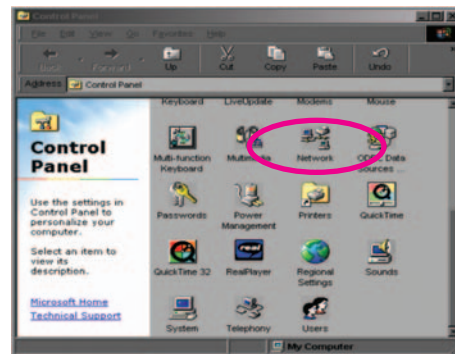 Control Panel
File Edit View Go Favorites Help
Back Forward Up Cut Copy Paste Undo
Address Control Panel
Control
Panel
Use the settings in
Control Panel to
personalize your
computer.
Select an item to
view its
description.
Microsoft Home
Technical Support
Keyboard LiveUpdate Modems Mouse
Multi-function
Keyboard
Multimedia
Network
ODBC Data
Sources ...
Passwords
Power
Management
Printers
QuickTime
QuickTime 32
real
RealPlayer
Regional
Settings
Sounds
System Telephony Users
My Computer